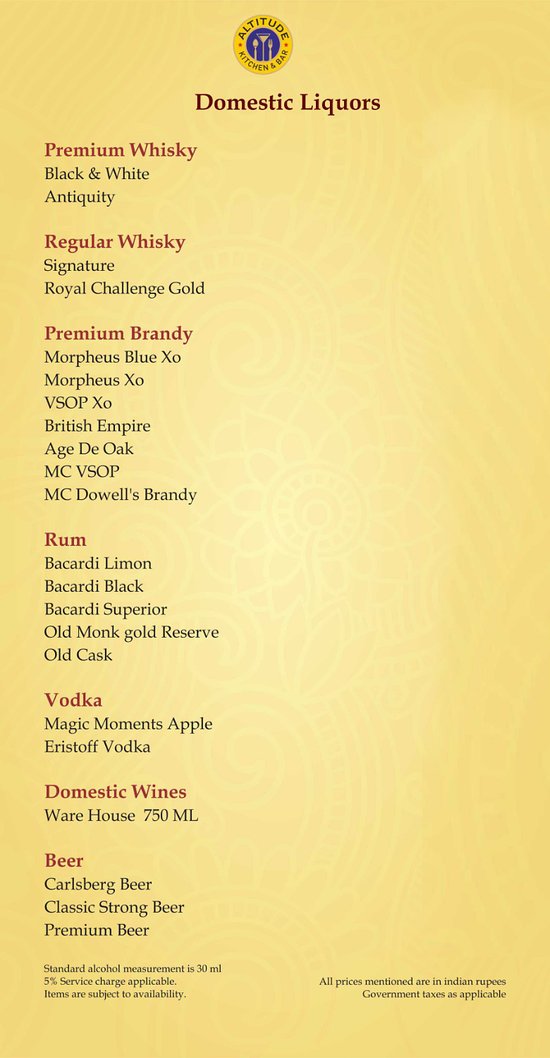 ALTITUDE
KITCHEN & BAR
Domestic Liquors
Premium Whisky
Black & White
Antiquity
Regular Whisky
Signature
Royal Challenge Gold
Premium Brandy
Morpheus Blue Xo
Morpheus Xo
VSOP Xo
British Empire
Age De Oak
MC VSOP
MC Dowell's Brandy
Rum
Bacardi Limon
Bacardi Black
Bacardi Superior
Old Monk gold Reserve
Old Cask
Vodka
Magic Moments Apple
Eristoff Vodka
Domestic Wines
Ware House 750 ML
Beer
Carlsberg Beer
Classic Strong Beer
Premium Beer
Standard alcohol measurement is 30 ml
5% Service charge applicable.
Items are subject to availability.
All prices mentioned are in indian rupees
Government taxes as applicable